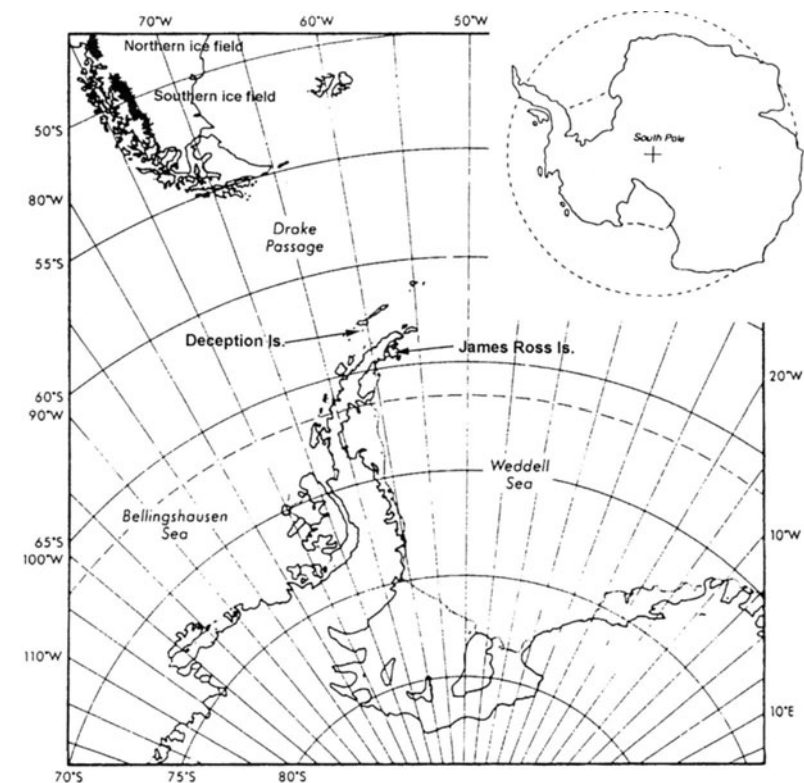 70°W
60°W
50°W
Northern ice field
Southern ice field
50°S
80°W
55°S
60°S
90°W
65°S
100°W
110°W
70°S
75°S
80°S
20°W
10°W
10°E
Drake
Passage
Deception Is.
James Ross Is.
Weddell
Sea
Bellingshausen
Sea
South Pole